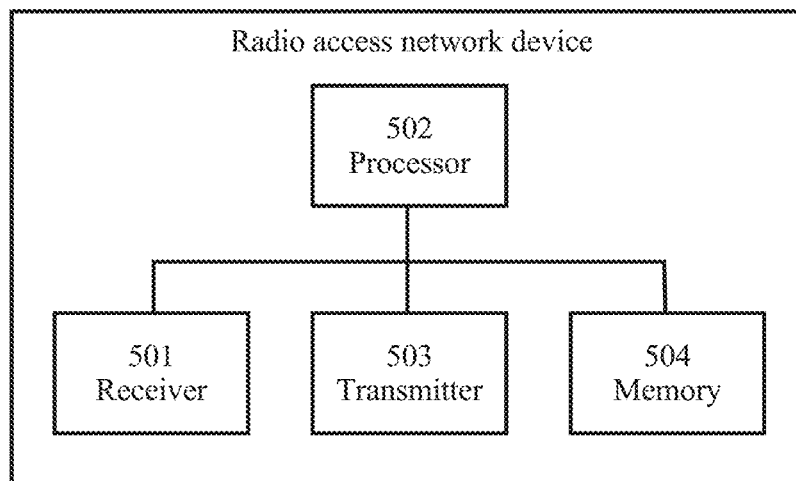 Radio access network device
502
Processor
501
Receiver
503
Transmitter
504
Memory